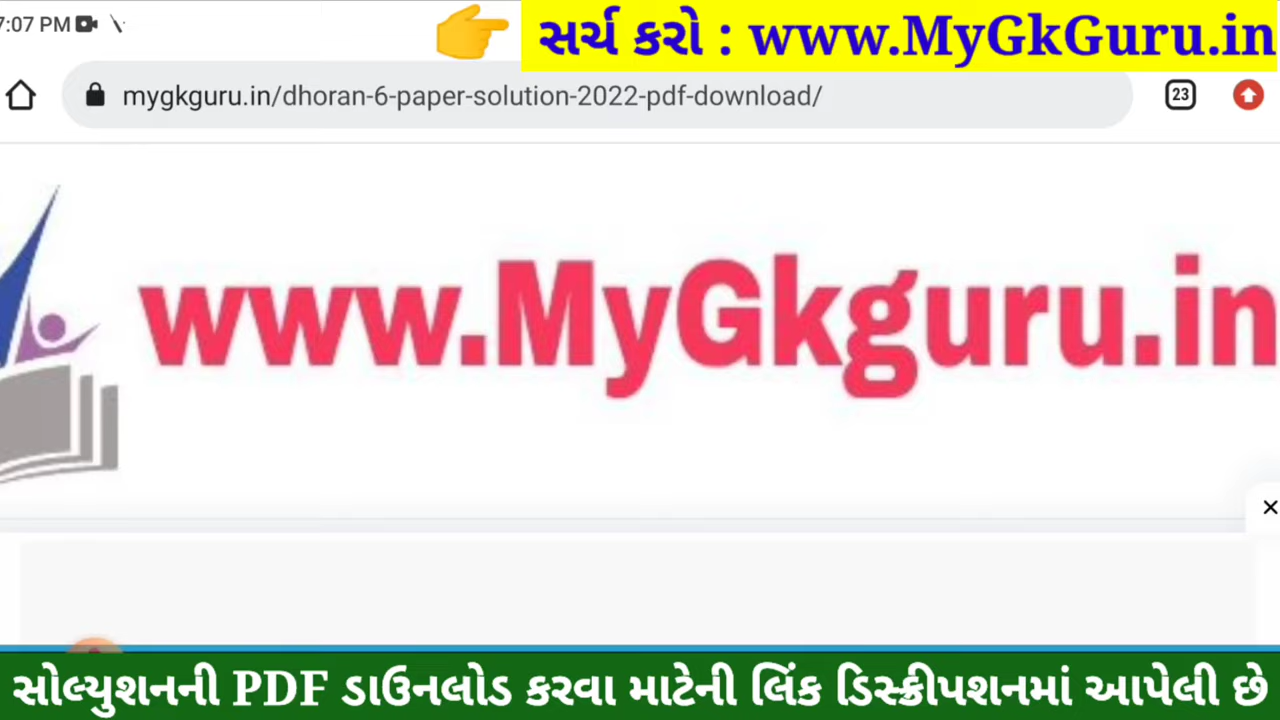 7:07 PM
સર્ચ કરો : www.MyGkGuru.in
mygkguru.in/dhoran-6-paper-solution-2022-pdf-download/
23
www.MyGkguru.in
સોલ્યુશનની PDF ડાઉનલોડ કરવા માટેની લિંક ડિસ્ક્રીપશનમાં આપેલી છે